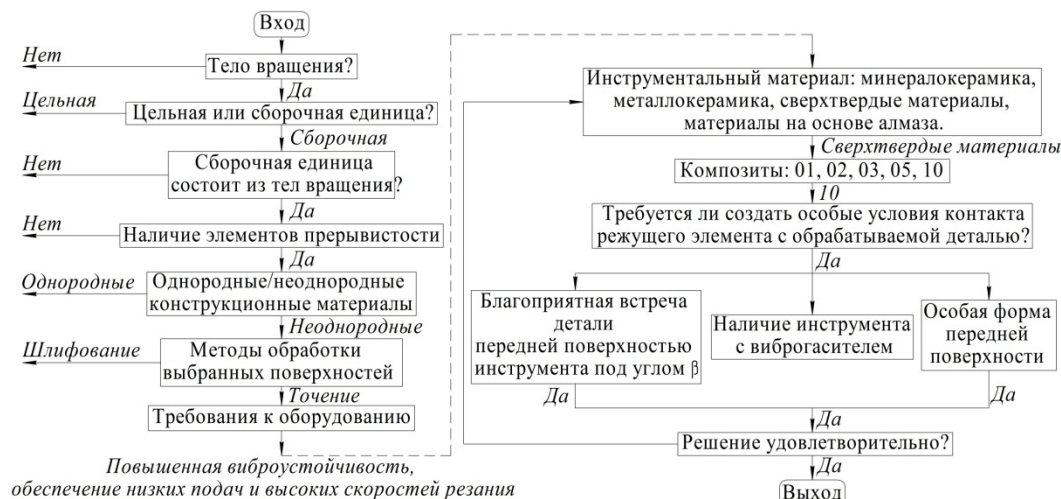 Вход
Нет
Тело вращения?
Да
Цельная
Цельная или сборочная единица?
Сборочная
Нет
Сборочная единица
состоит из тел вращения?
Да
Нет
Наличие элементов прерывистости
Да
Однородные
Однородные/неоднородные
конструкционные материалы
Неоднородные
Шлифование
Методы обработки
выбранных поверхностей
Точение
Требования к оборудованию
Повышенная виброустойчивость,
обеспечение низких подач и высоких скоростей резания
Инструментальный материал: минералокерамика,
металлокерамика, сверхтвердые материалы,
материалы на основе алмаза.
Сверхтвердые материалы
Композиты: 01, 02, 03, 05, 10
10
Требуется ли создать особые условия контакта
режущего элемента с обрабатываемой деталью?
Да
Благоприятная встреча
детали
передней поверхностью
инструмента под углом β
Наличие инструмента
с виброгасителем
Особая форма
передней
поверхности
Да
Да
Да
Решение удовлетворительно?
Да
Выход